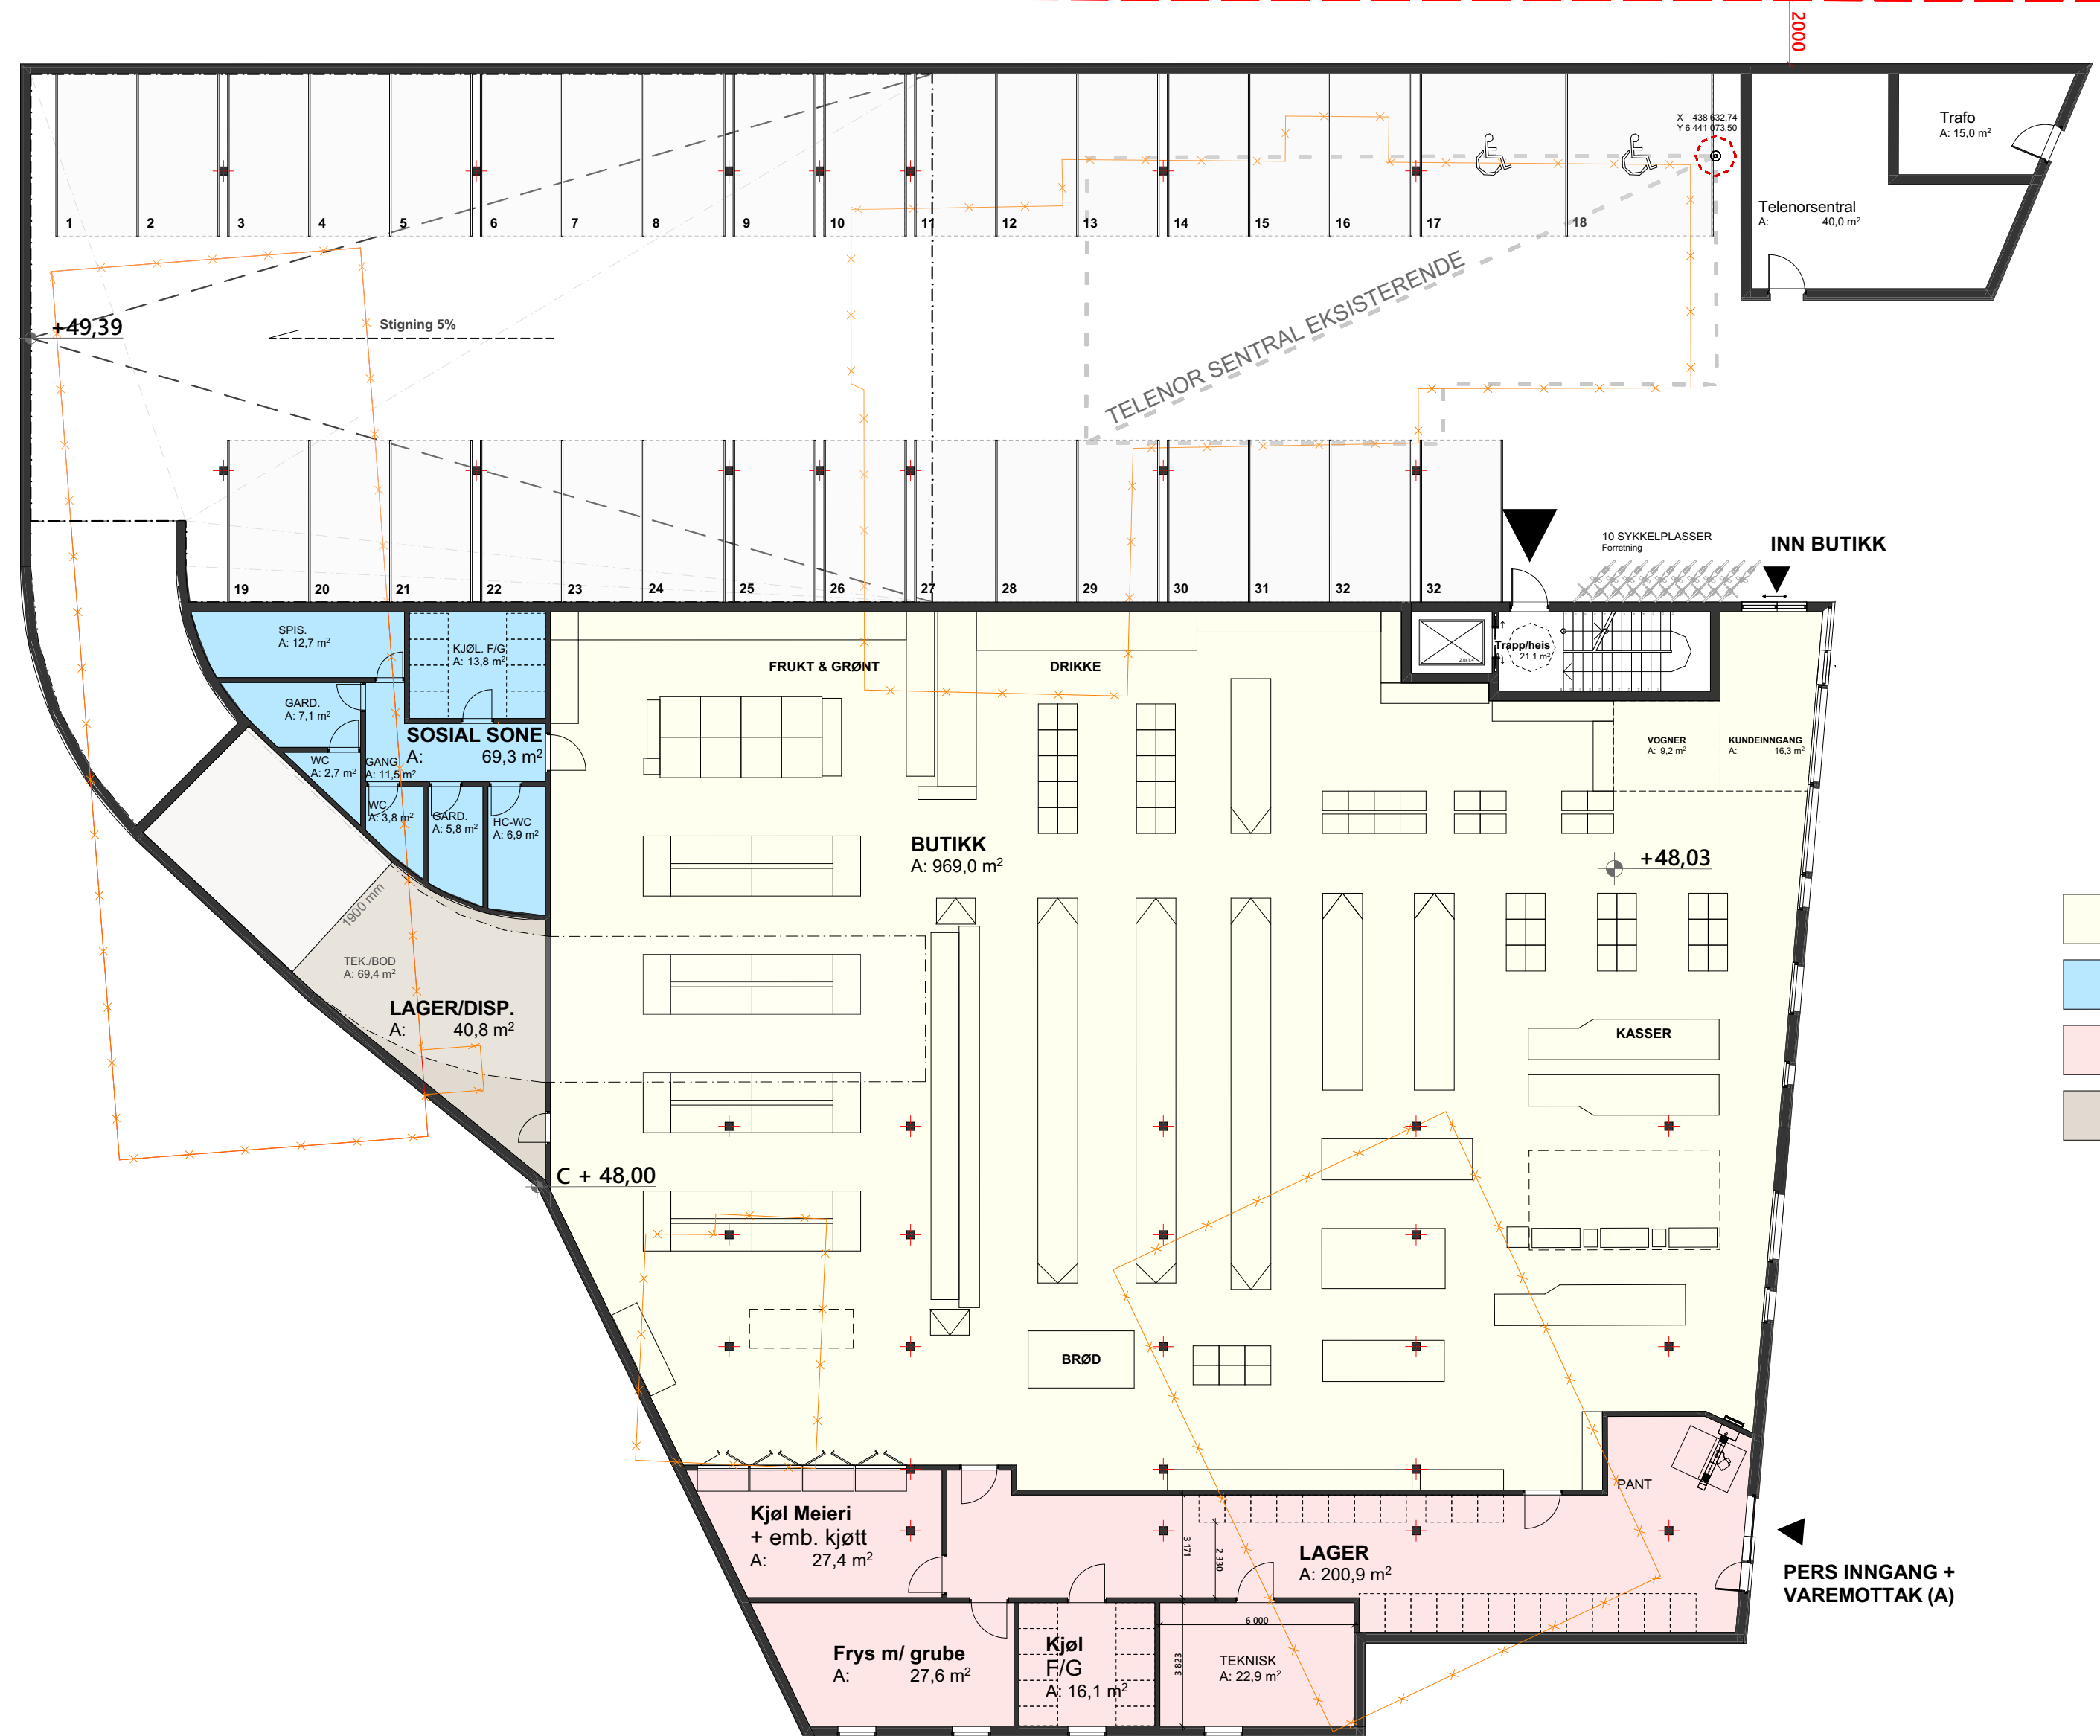 2000
X 438 632,74
Y 6 441 073,50
Trafo
A: 15,0 m²
Telenorsentral
A: 40,0 m²
1 2 3 4 5 6 7 8 9 10 11 12 13 14 15 16 17 18
+49,39
Stigning 5%
TELENOR SENTRAL EKSISTERENDE
19 20 21 22 23 24 25 26 27 28 29 30 31 32 32
10 SYKKELPLASSER
Forretning
INN BUTIKK
SPIS.
A: 12,7 m²
KJØL. F/G
A: 13,8 m²
GARD.
A: 7,1 m²
SOSIAL SONE
A: 69,3 m²
WC
A: 2,7 m²
GANG
A: 11,5 m²
WC
A: 3,8 m²
GARD.
A: 5,8 m²
HC-WC
A: 6,9 m²
FRUKT & GRØNT
DRIKKE
Trapp/heis
21,1 m²
VOGNER
A: 9,2 m²
KUNDEINNGANG
A: 16,3 m²
BUTIKK
A: 969,0 m²
+48,03
1900 mm
TEK./BOD
A: 69,4 m²
LAGER/DISP.
A: 40,8 m²
KASSER
C + 48,00
BRØD
PANT
Kjøl Meieri
+ emb. kjøtt
A: 27,4 m²
3 171
2 330
LAGER
A: 200,9 m²
PERS INNGANG +
VAREMOTTAK (A)
Frys m/ grube
A: 27,6 m²
Kjøl
F/G
A: 16,1 m²
6 000
3 823
TEKNISK
A: 22,9 m²